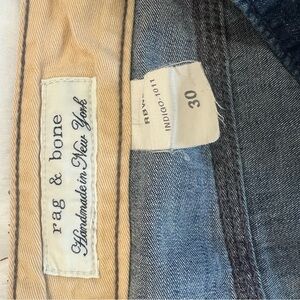 rag & bone
Handmade in New York
INDIGO-1011
30